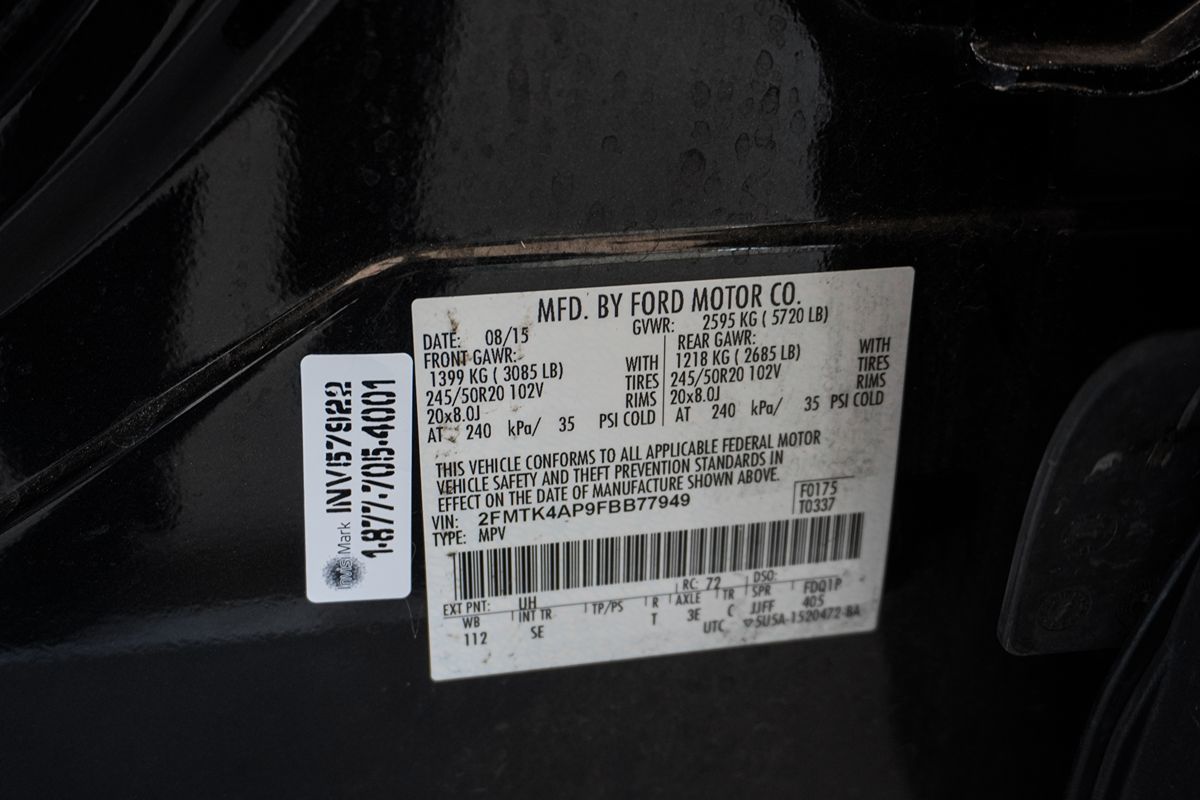 MFD. BY FORD MOTOR CO.
DATE: 08/15 GVWR: 2595 KG ( 5720 LB)
FRONT GAWR:
1399 KG ( 3085 LB) WITH
245/50R20 102V TIRES
20x8.0J RIMS
AT 240 kPa/ 35 PSI COLD
REAR GAWR:
1218 KG ( 2685 LB) WITH
245/50R20 102V TIRES
20x8.0J RIMS
AT 240 kPa/ 35 PSI COLD
THIS VEHICLE CONFORMS TO ALL APPLICABLE FEDERAL MOTOR
VEHICLE SAFETY AND THEFT PREVENTION STANDARDS IN
EFFECT ON THE DATE OF MANUFACTURE SHOWN ABOVE.
VIN: 2FMTK4AP9FBB77949
TYPE: MPV
F0175
T0337
EXT PNT: UH RC: 72 DSO:
WB INT TR TP/PS R AXLE TR SPR FDQ1P
112 SE T 3E C JJFF 405
UTC ▽5USA-1520472-BA
InvisiMark
INV57922
1-877-705-4001